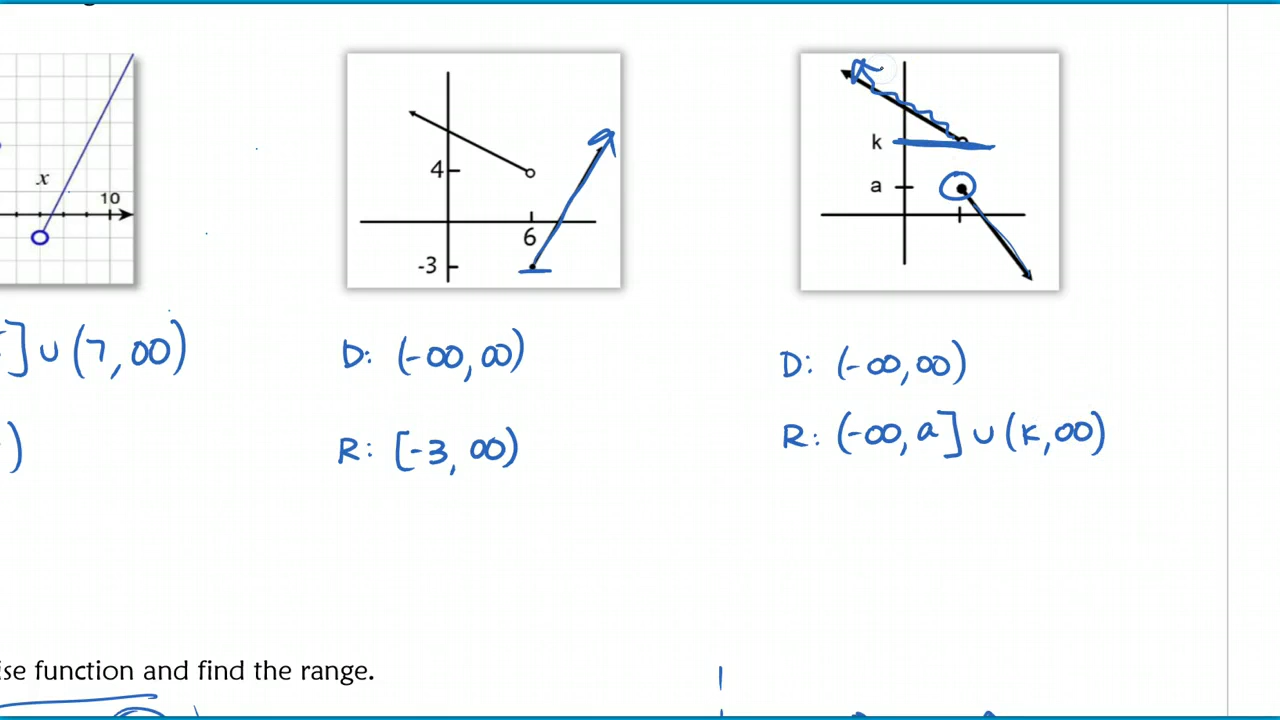 x
10
4
6
-3
k
a
] ∪ (7, ∞)
)
D: (-∞, ∞)
R: [-3, ∞)
D: (-∞, ∞)
R: (-∞, a] ∪ (k, ∞)
ise function and find the range.